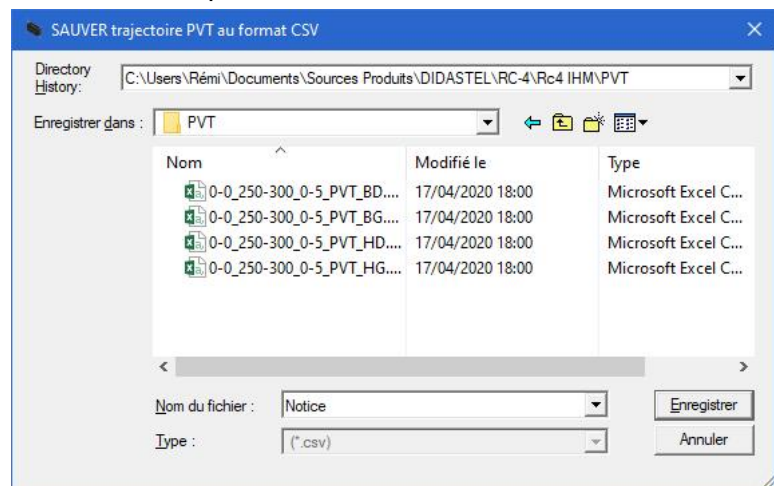 SAUVER trajectoire PVT au format CSV
Directory History: C:\Users\Rémi\Documents\Sources Produits\DIDASTEL\RC-4\Rc4 IHM\PVT
Enregistrer dans : PVT
Nom Modifié le Type
0-0_250-300_0-5_PVT_BD.... 17/04/2020 18:00 Microsoft Excel C...
0-0_250-300_0-5_PVT_BG.... 17/04/2020 18:00 Microsoft Excel C...
0-0_250-300_0-5_PVT_HD.... 17/04/2020 18:00 Microsoft Excel C...
0-0_250-300_0-5_PVT_HG.... 17/04/2020 18:00 Microsoft Excel C...
Nom du fichier : Notice Enregistrer
Type : (*.csv) Annuler